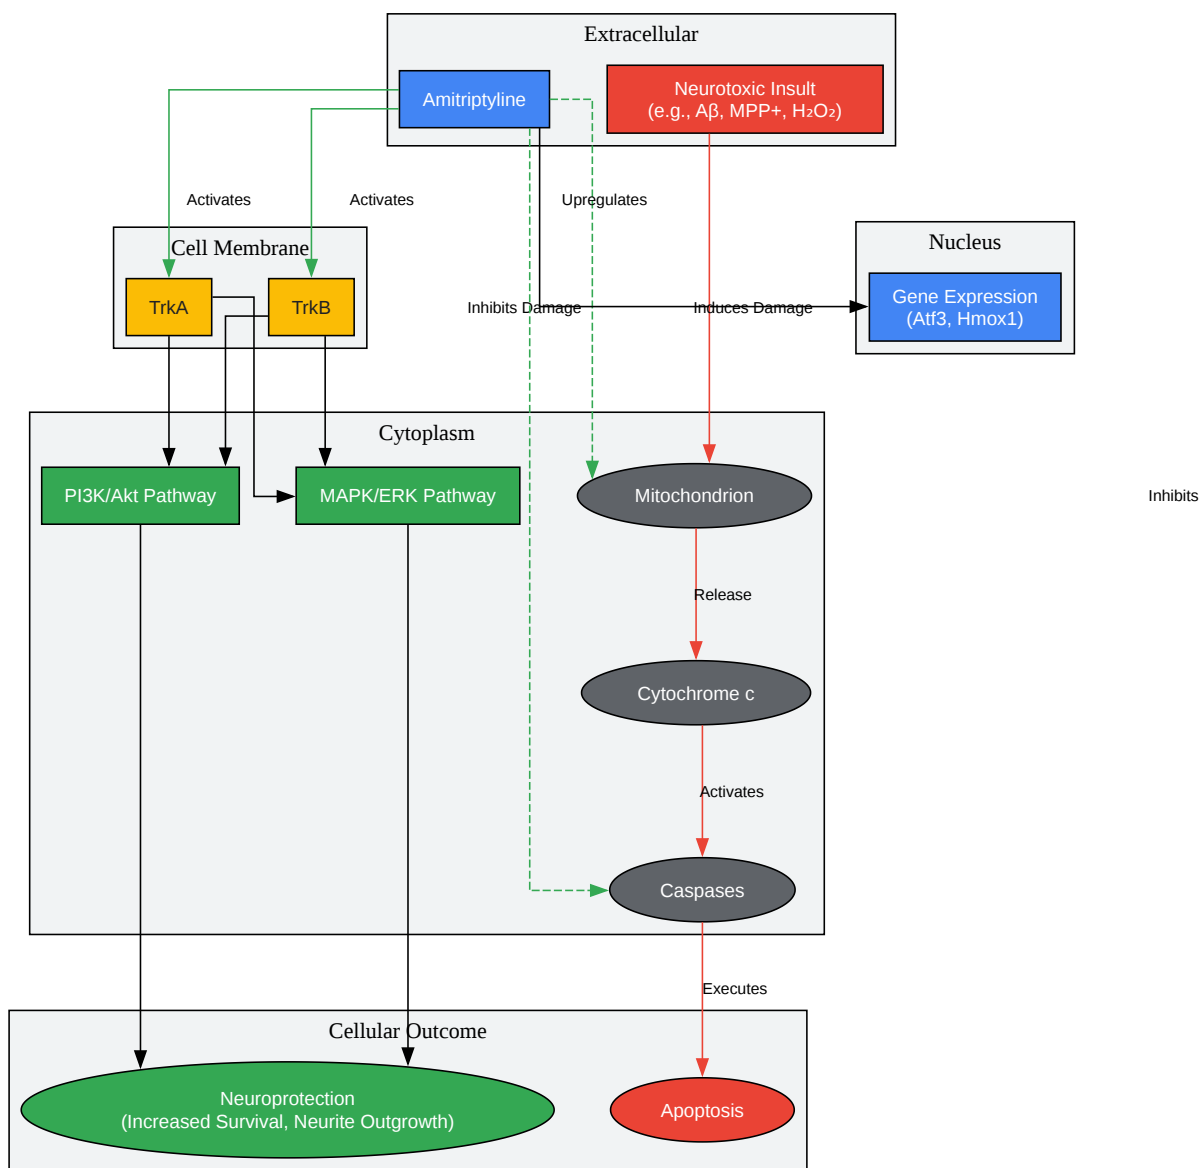 Extracellular
Amitriptyline
Neurotoxic Insult
(e.g., Aβ, MPP+, H₂O₂)
Activates
Activates
Upregulates
Cell Membrane
Nucleus
TrkA
TrkB
Inhibits Damage
Induces Damage
Gene Expression
(Atf3, Hmox1)
Cytoplasm
PI3K/Akt Pathway
MAPK/ERK Pathway
Mitochondrion
Inhibits
Release
Cytochrome c
Activates
Caspases
Executes
Cellular Outcome
Neuroprotection
(Increased Survival, Neurite Outgrowth)
Apoptosis